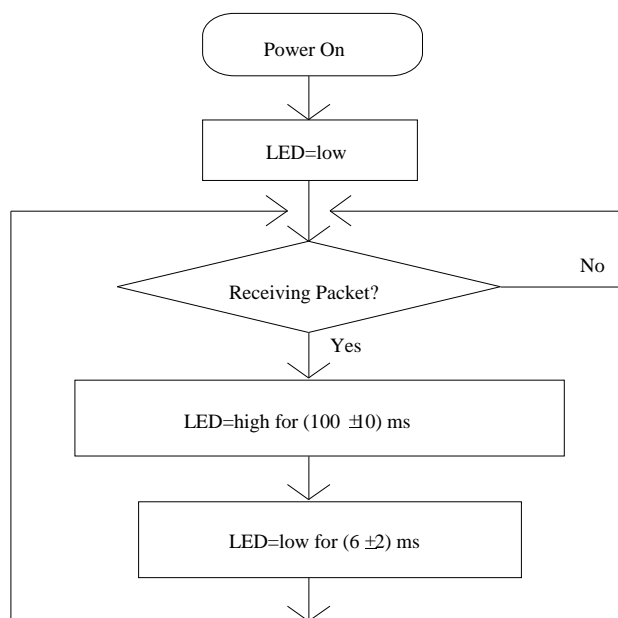 Power On
LED=low
Receiving Packet?
No
Yes
LED=high for (100 ±10) ms
LED=low for (6 ±2) ms